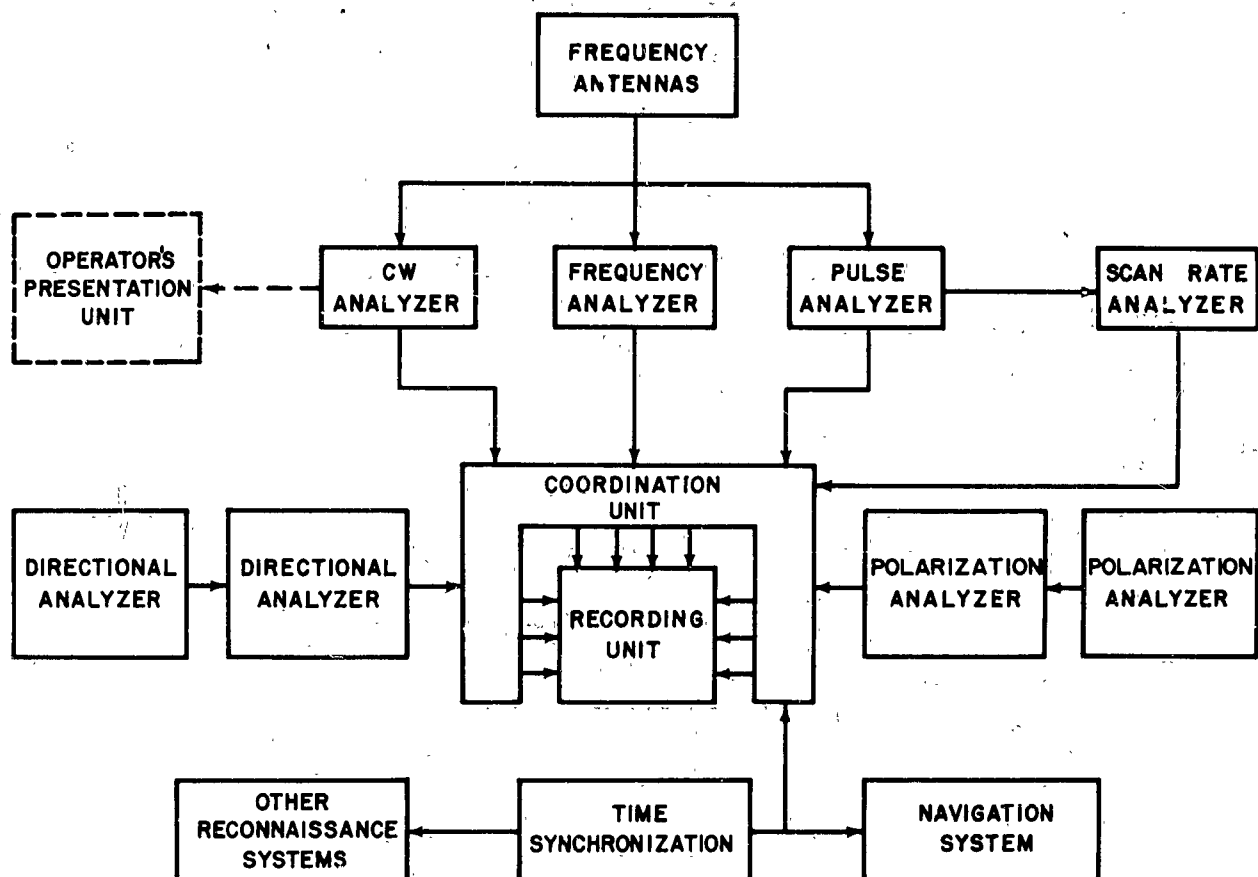 FREQUENCY
ANTENNAS
OPERATOR'S
PRESENTATION
UNIT
CW
ANALYZER
FREQUENCY
ANALYZER
PULSE
ANALYZER
SCAN RATE
ANALYZER
COORDINATION
UNIT
DIRECTIONAL
ANALYZER
DIRECTIONAL
ANALYZER
RECORDING
UNIT
POLARIZATION
ANALYZER
POLARIZATION
ANALYZER
OTHER
RECONNAISSANCE
SYSTEMS
TIME
SYNCHRONIZATION
NAVIGATION
SYSTEM